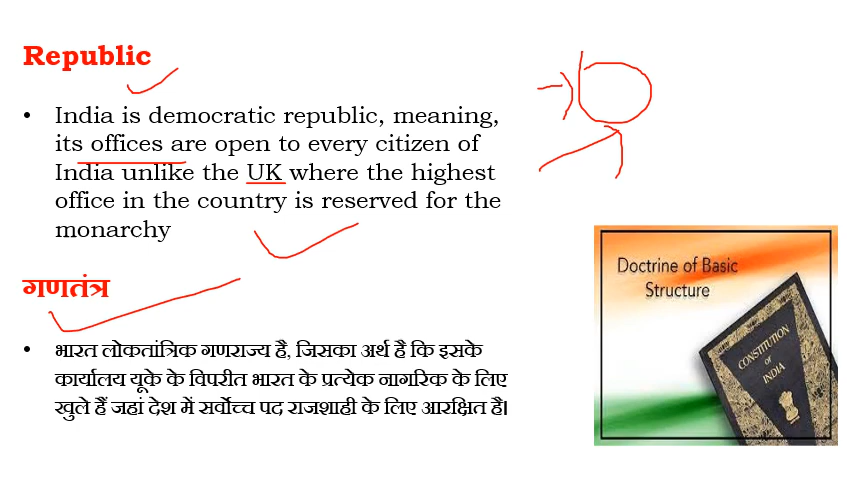 Republic
• India is democratic republic, meaning,
its offices are open to every citizen of
India unlike the UK where the highest
office in the country is reserved for the
monarchy
गणतंत्र
• भारत लोकतांत्रिक गणराज्य है, जिसका अर्थ है कि इसके
कार्यालय यूके के विपरीत भारत के प्रत्येक नागरिक के लिए
खुले हैं जहां देश में सर्वोच्च पद राजशाही के लिए आरक्षित है।
Doctrine of Basic
Structure
CONSTITUTION
OF
INDIA